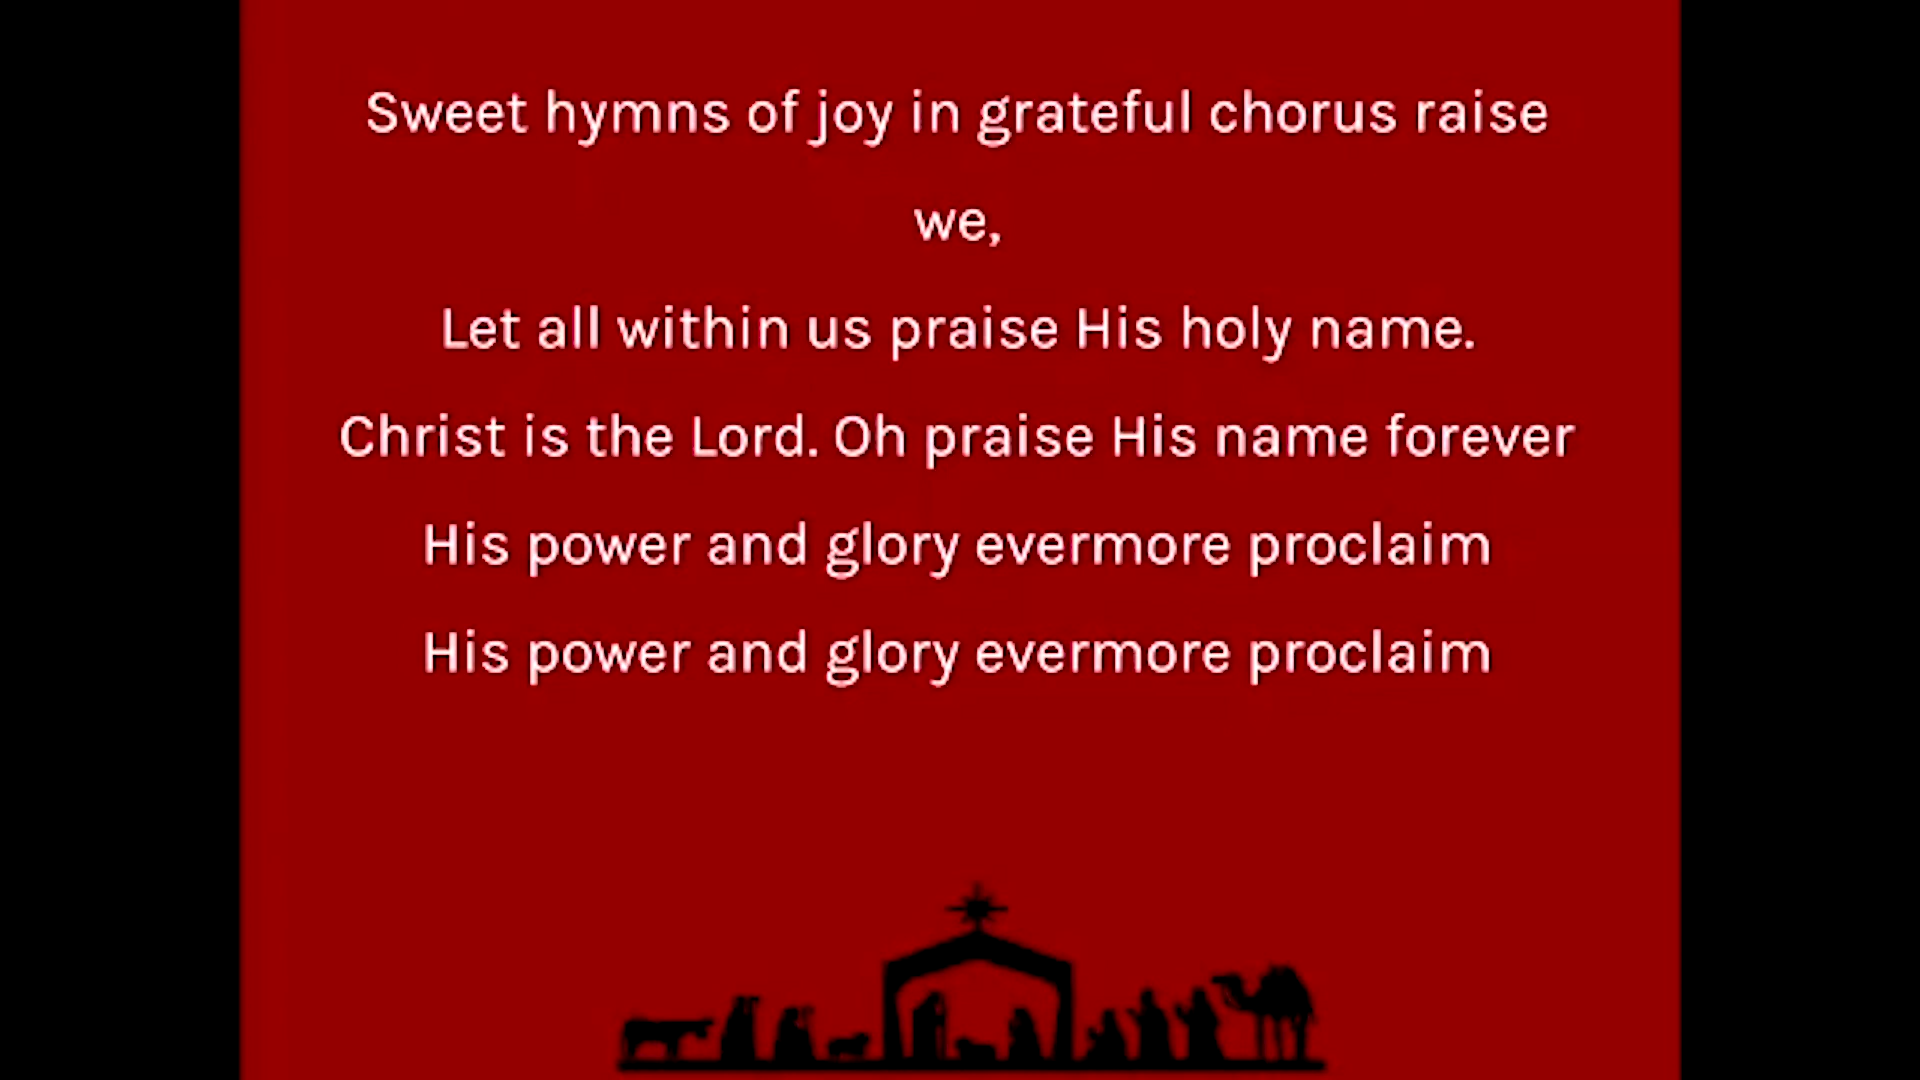 Sweet hymns of joy in grateful chorus raise
we,
Let all within us praise His holy name.
Christ is the Lord. Oh praise His name forever
His power and glory evermore proclaim
His power and glory evermore proclaim